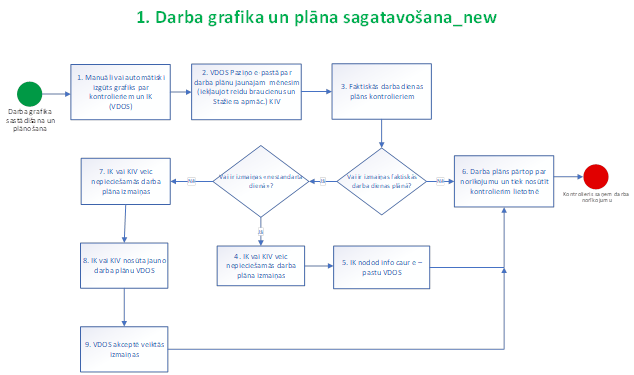 1. Darba grafika un plāna sagatavošana_new
Darba grafika
sastādīšana un
plānošana
1. Manuāli vai automātiski
izgūts grafiks par
kontrolieriem un IK
(VDOS)
2. VDOS Paziņo e-pastā par
darba plānu Jaunajam mēnesim
(iekļaujot reidu braucienus un
Stažiera apmāc.) KIV
3. Faktiskās darba dienas
plāns kontrolieriem
Vai ir izmaiņas faktiskās
darba dienas plānā?
Vai ir izmaiņas «nestandarta
dienā»?
6. Darba plāns pārtop par
norīkojumu un tiek nosūtīt
kontrolierim lietotnē
Kontrolieris saņem darba
norīkojumu
7. IK vai KIV veic
nepieciešamās darba
plāna izmaiņas
4. IK vai KIV veic
nepieciešamās darba
plāna izmaiņas
5. IK nodod info caur e –
pastu VDOS
8. IK vai KIV nosūta jauno
darba plānu VDOS
9. VDOS akceptē veiktās
izmaiņas